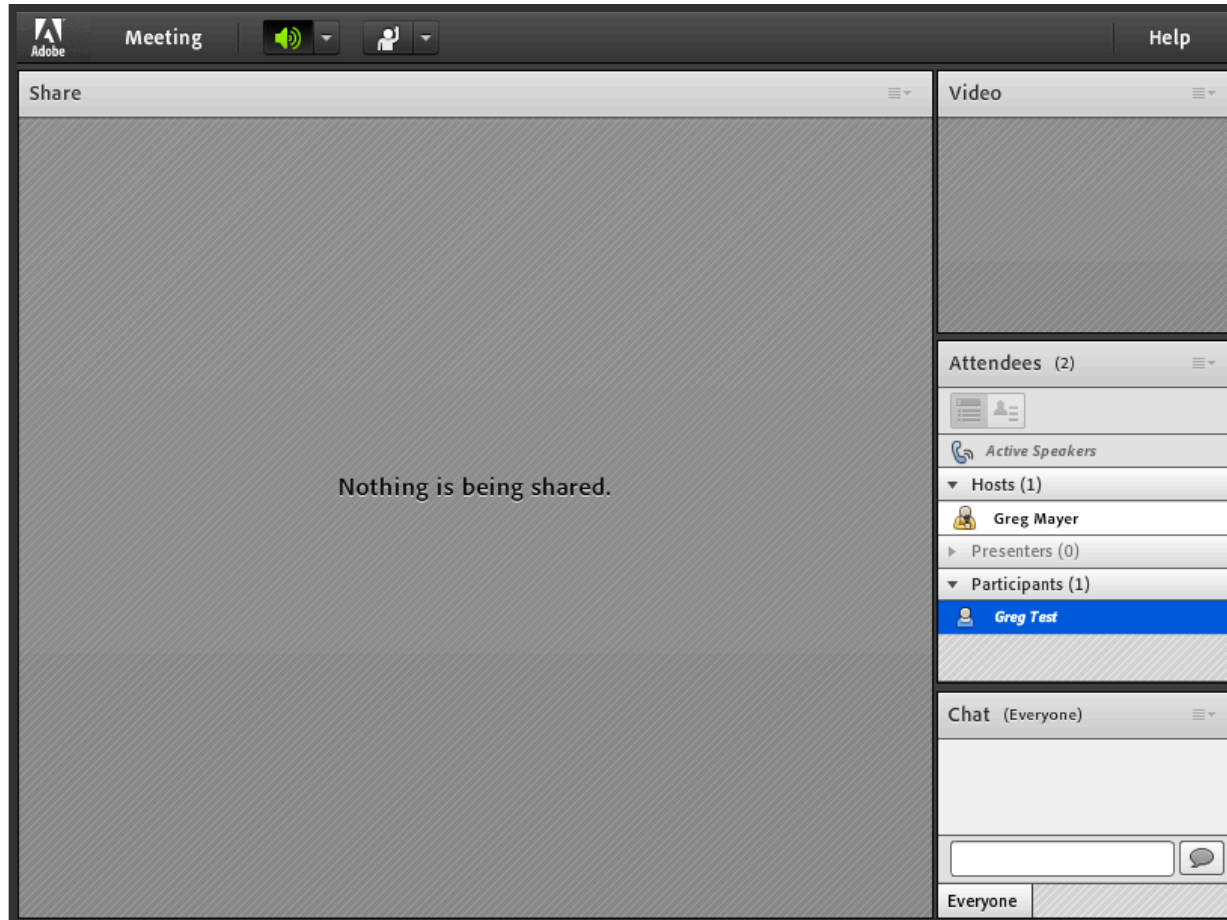 Adobe
Meeting
Help
Share
Nothing is being shared.
Video
Attendees (2)
Active Speakers
Hosts (1)
Greg Mayer
Presenters (0)
Participants (1)
Greg Test
Chat (Everyone)
Everyone